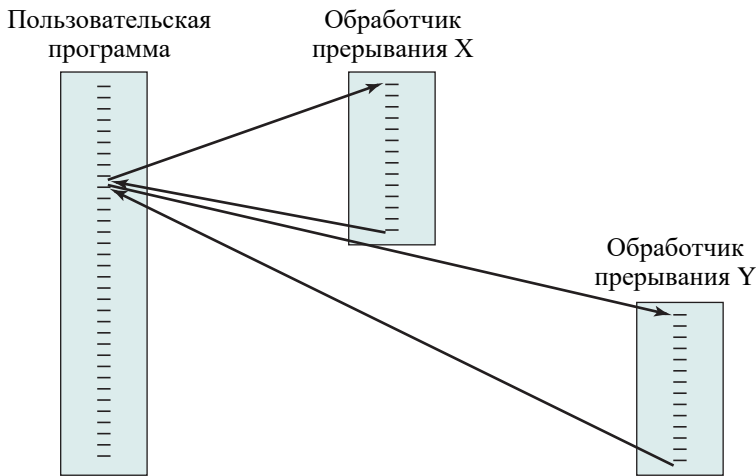 Пользовательская
программа
Обработчик
прерывания X
Обработчик
прерывания Y